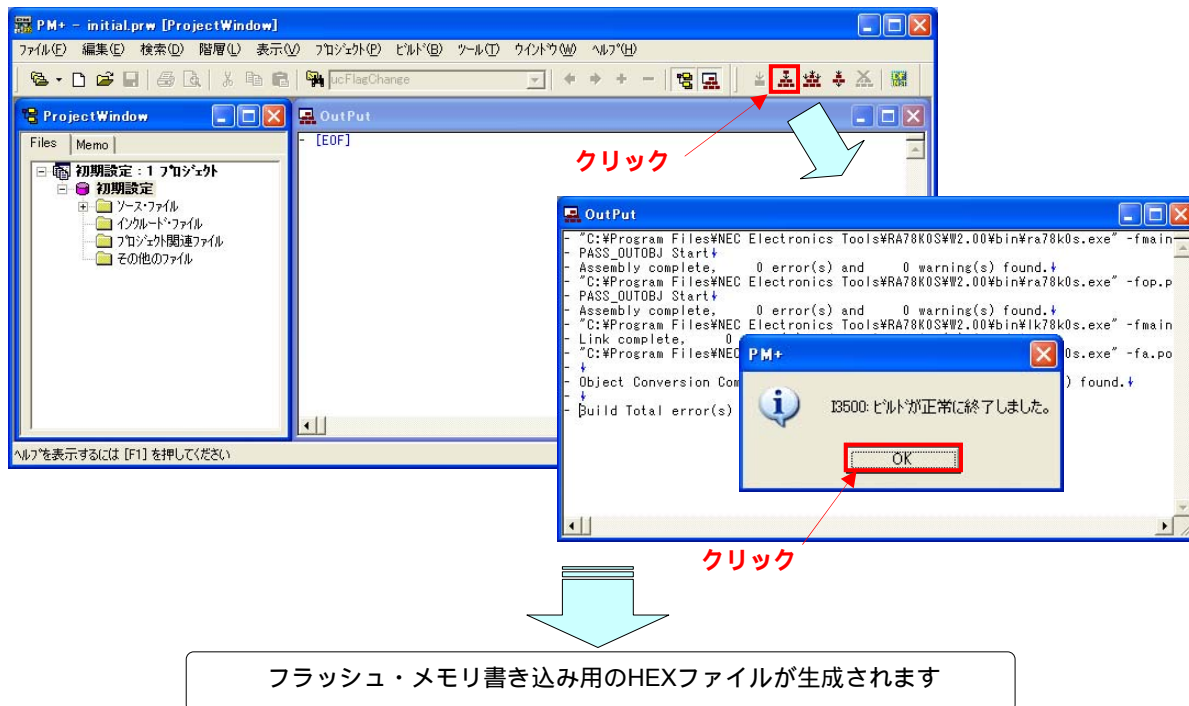 PM+ - initial.prw [ProjectWindow]
ファイル(F) 編集(E) 検索(D) 階層(L) 表示(V) プロジェクト(P) ビルド(B) ツール(T) ウインドウ(W) ヘルプ(H)
ucFlagChange
ProjectWindow
Files Memo
初期設定 : 1 プロジェクト
初期設定
ソース・ファイル
インクルード・ファイル
プロジェクト関連ファイル
その他のファイル
OutPut
- [EOF]
クリック
ヘルプを表示するには [F1] を押してください
OutPut
- "C:¥Program Files¥NEC Electronics Tools¥RA78K0S¥W2.00¥bin¥ra78k0s.exe" -fmain
- PASS_OUTOBJ Start↓
- Assembly complete, 0 error(s) and 0 warning(s) found.↓
- "C:¥Program Files¥NEC Electronics Tools¥RA78K0S¥W2.00¥bin¥ra78k0s.exe" -fop.p
- PASS_OUTOBJ Start↓
- Assembly complete, 0 error(s) and 0 warning(s) found.↓
- "C:¥Program Files¥NEC Electronics Tools¥RA78K0S¥W2.00¥bin¥lk78k0s.exe" -fmain
- Link complete, 0
- "C:¥Program Files¥NEC 0s.exe" -fa.po
- ↓
- Object Conversion Com ) found.↓
- ↓
- Build Total error(s)
PM+
I3500: ビルドが正常に終了しました。
OK
クリック
フラッシュ・メモリ書き込み用のHEXファイルが生成されます